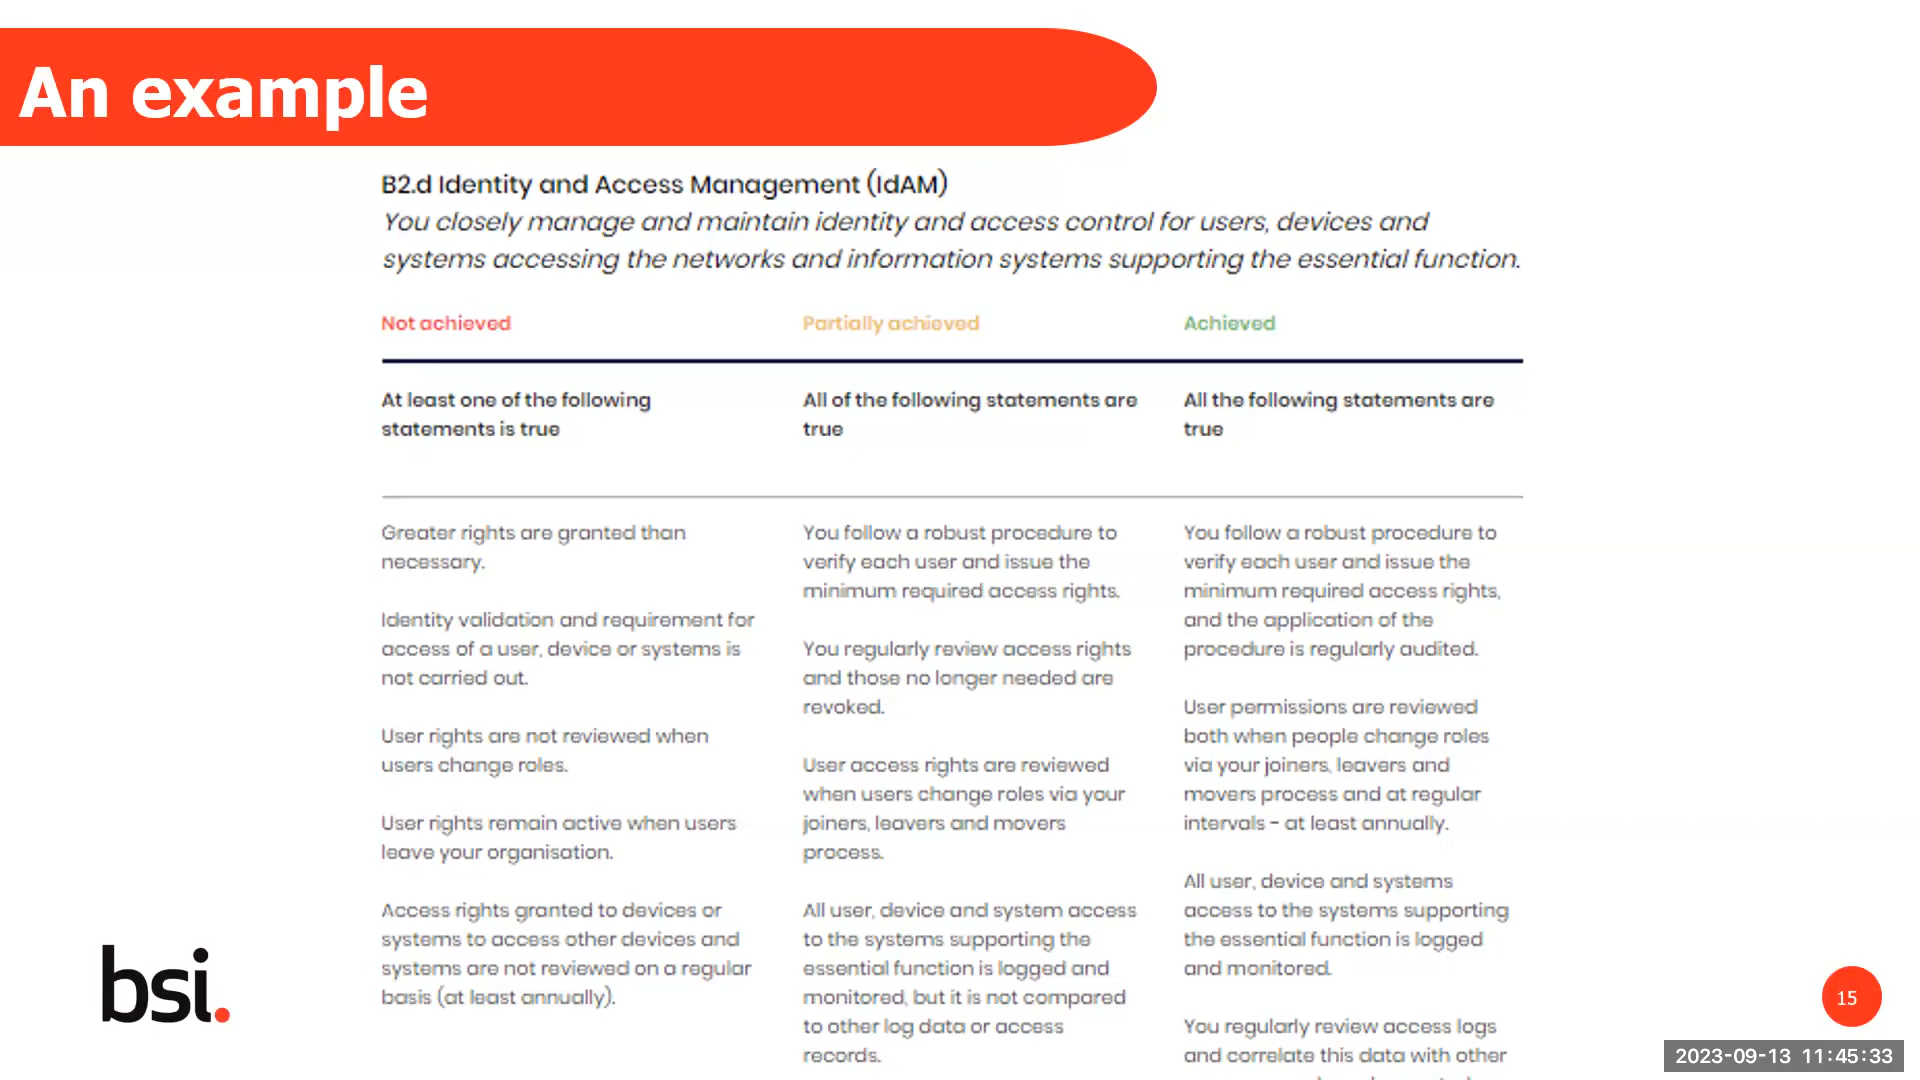 An example
B2.d Identity and Access Management (IdAM)
You closely manage and maintain identity and access control for users, devices and
systems accessing the networks and information systems supporting the essential function.
Not achieved
Partially achieved
Achieved
At least one of the following
statements is true
All of the following statements are
true
All the following statements are
true
Greater rights are granted than
necessary.
Identity validation and requirement for
access of a user, device or systems is
not carried out.
User rights are not reviewed when
users change roles.
User rights remain active when users
leave your organisation.
Access rights granted to devices or
systems to access other devices and
systems are not reviewed on a regular
basis (at least annually).
You follow a robust procedure to
verify each user and issue the
minimum required access rights.
You regularly review access rights
and those no longer needed are
revoked.
User access rights are reviewed
when users change roles via your
joiners, leavers and movers
process.
All user, device and system access
to the systems supporting the
essential function is logged and
monitored, but it is not compared
to other log data or access
records.
You follow a robust procedure to
verify each user and issue the
minimum required access rights,
and the application of the
procedure is regularly audited.
User permissions are reviewed
both when people change roles
via your joiners, leavers and
movers process and at regular
intervals - at least annually.
All user, device and systems
access to the systems supporting
the essential function is logged
and monitored.
You regularly review access logs
and correlate this data with other
bsi.
15
2023-09-13 11:45:33